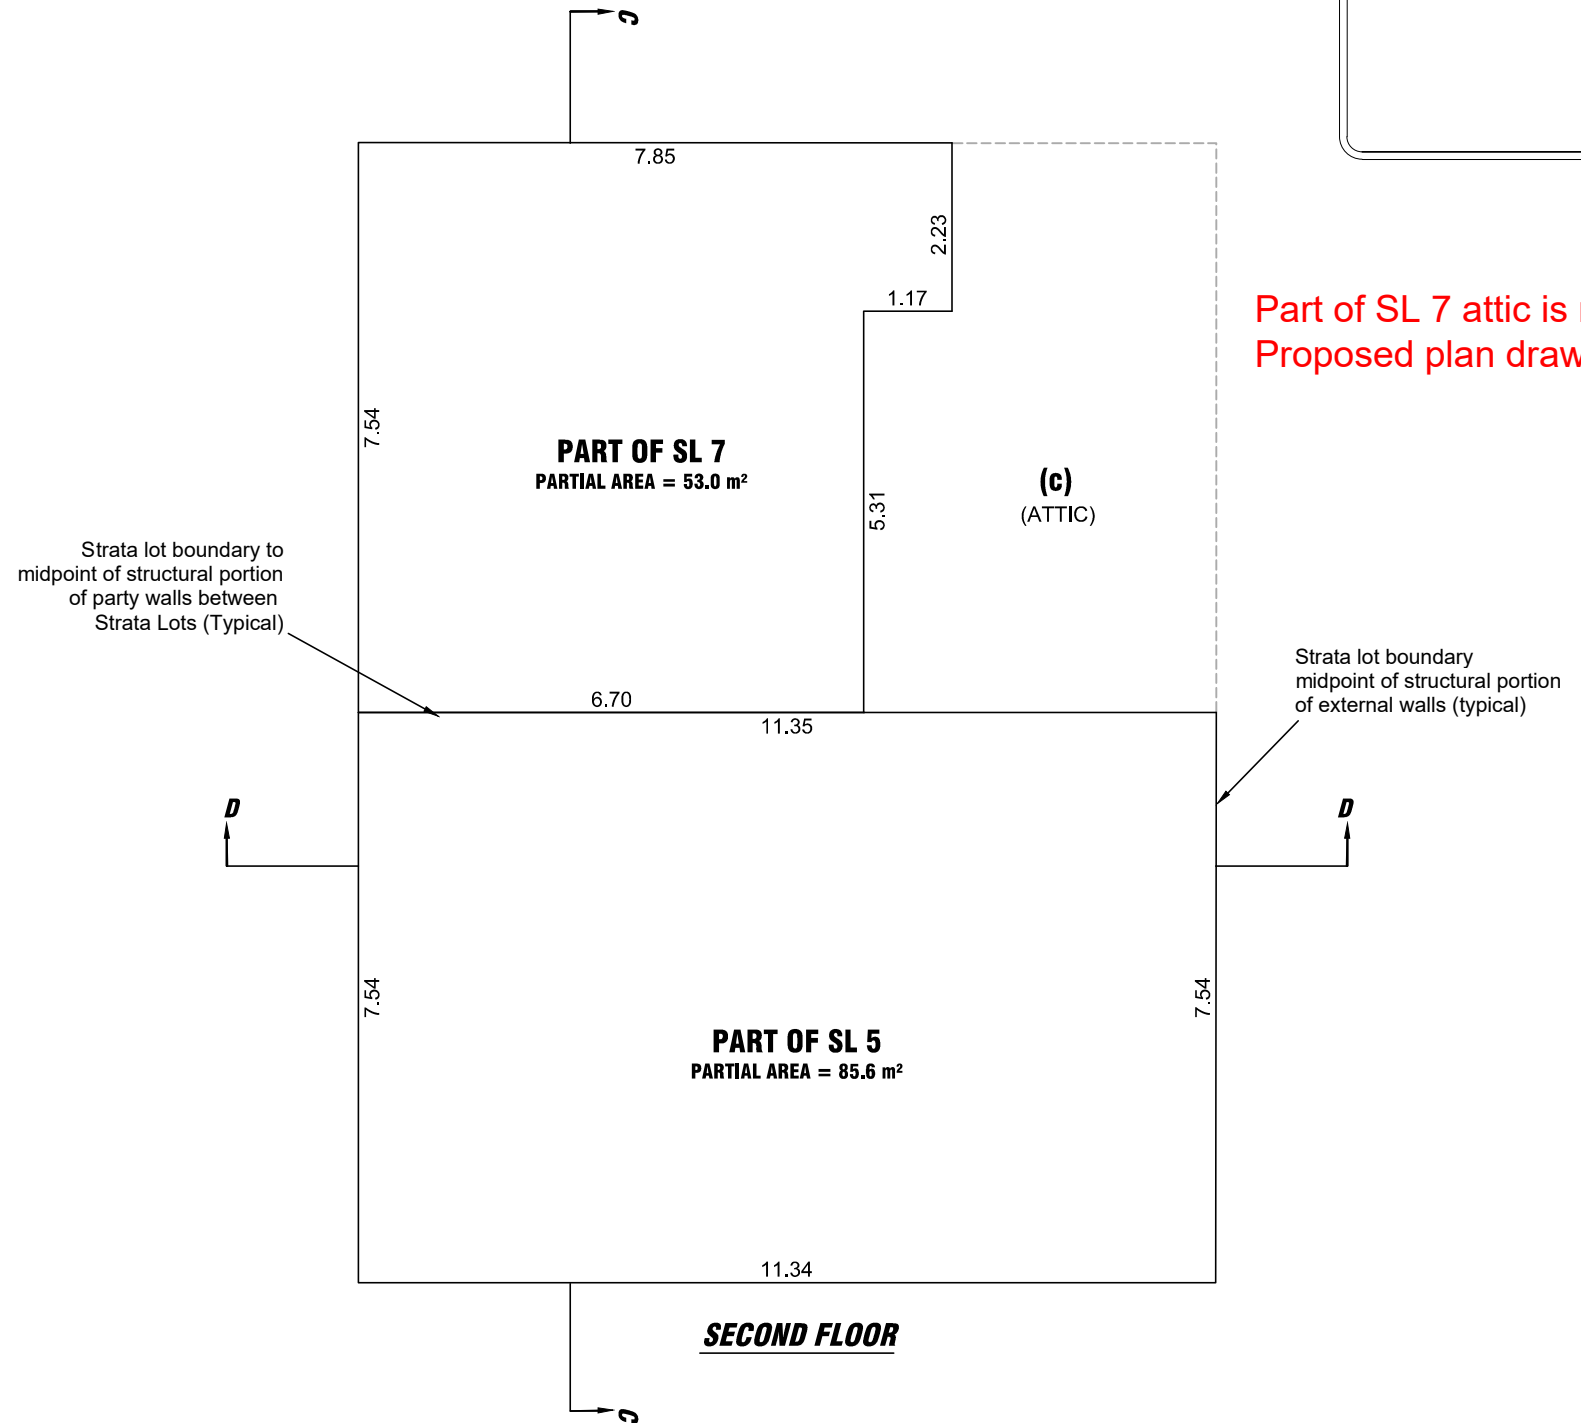 C
7.85
2.23
1.17
Part of SL 7 attic is
Proposed plan draw
7.54
PART OF SL 7
PARTIAL AREA = 53.0 m²
(c)
(ATTIC)
5.31
Strata lot boundary to
midpoint of structural portion
of party walls between
Strata Lots (Typical)
6.70
11.35
Strata lot boundary
midpoint of structural portion
of external walls (typical)
D
D
7.54
7.54
PART OF SL 5
PARTIAL AREA = 85.6 m²
11.34
SECOND FLOOR
C